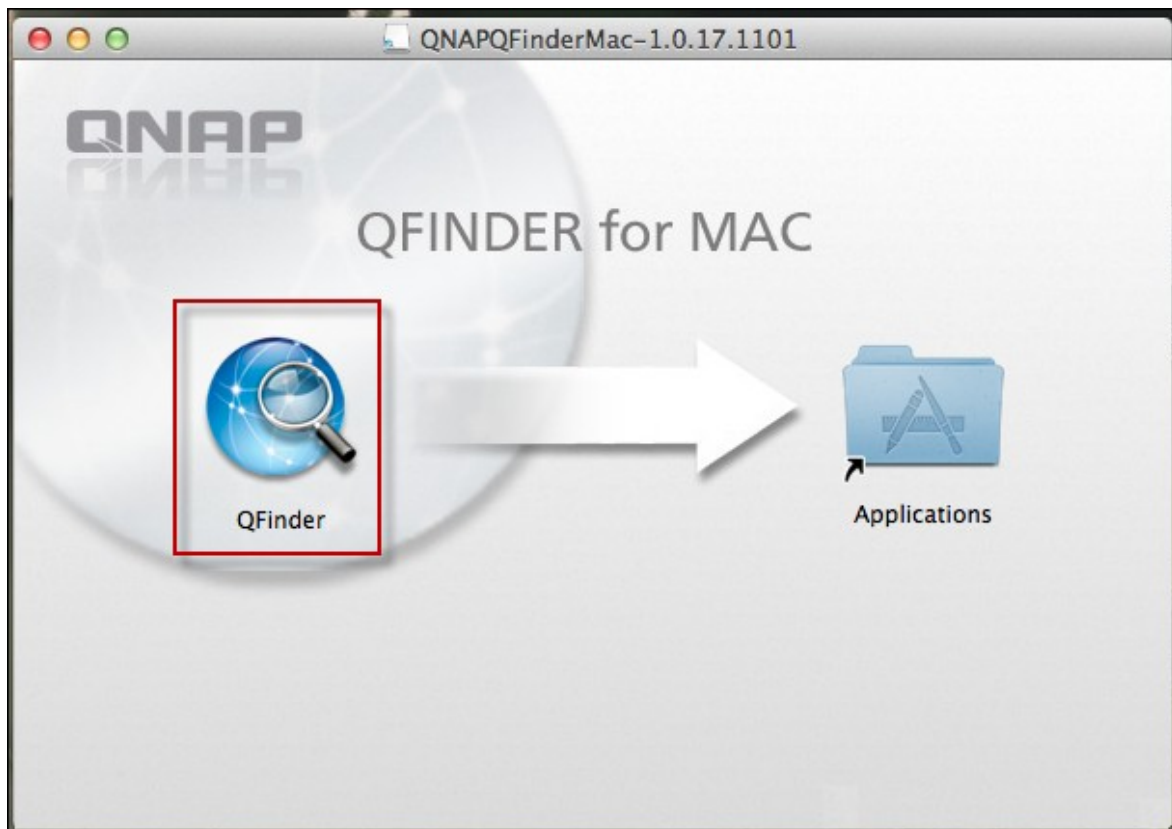 QNAPQFinderMac-1.0.17.1101
QNAP
QFINDER for MAC
QFinder
Applications